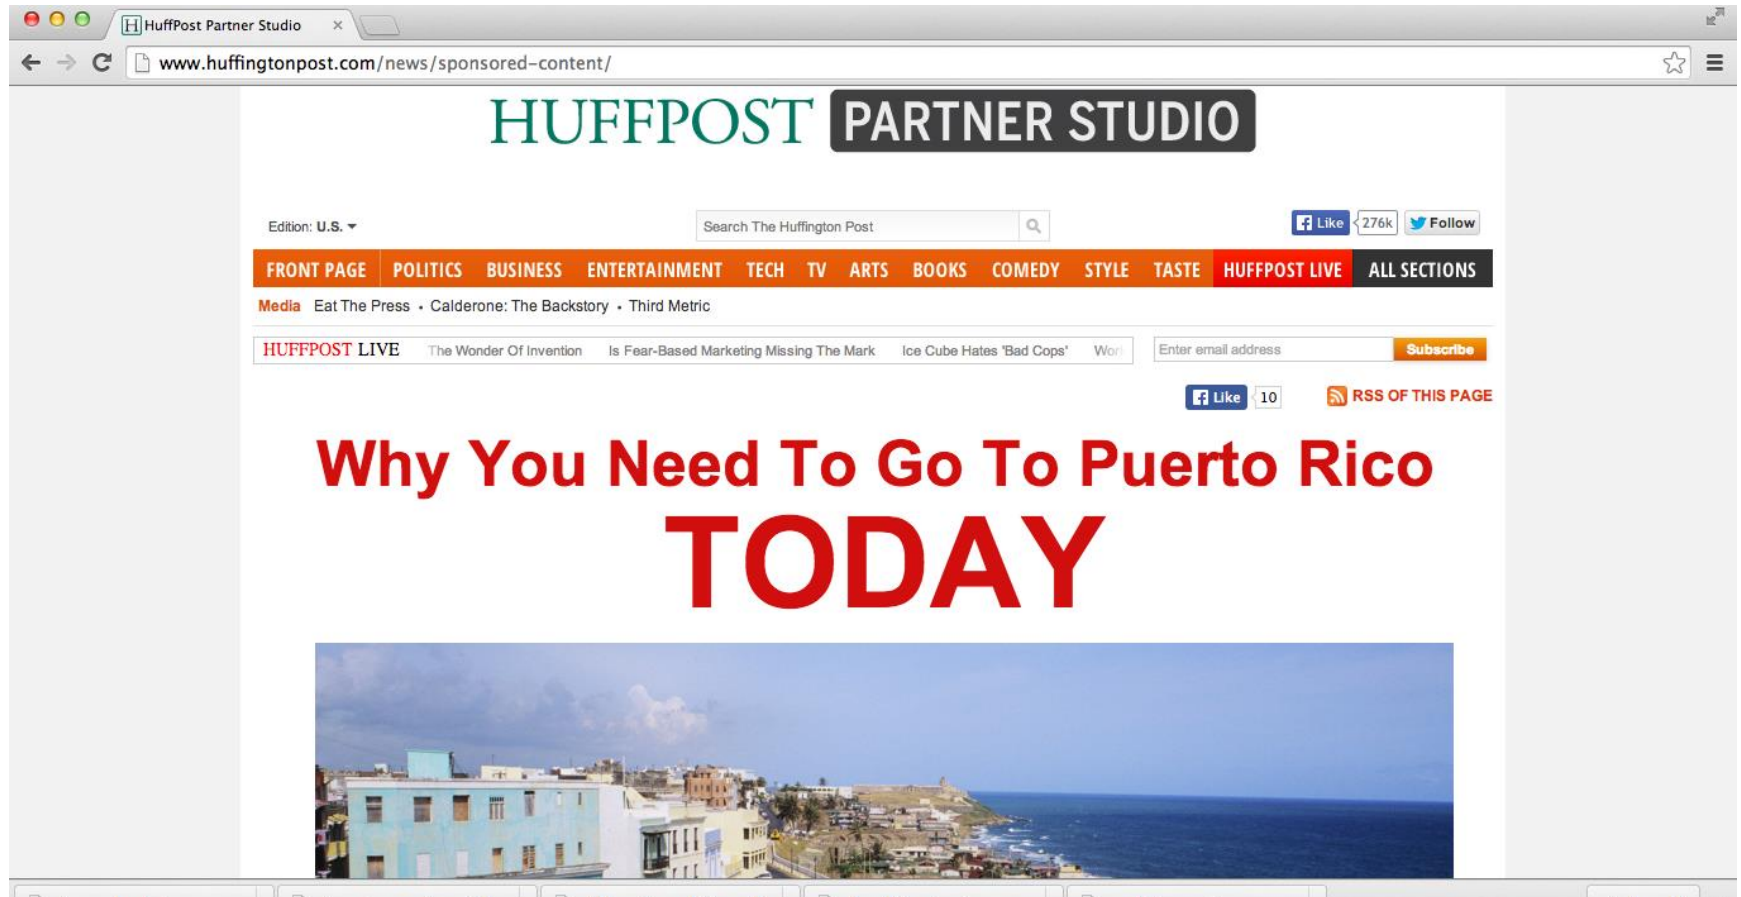 HuffPost Partner Studio
www.huffingtonpost.com/news/sponsored-content/
HUFFPOST PARTNER STUDIO
Edition: U.S.
Search The Huffington Post
Like 276k Follow
FRONT PAGE POLITICS BUSINESS ENTERTAINMENT TECH TV ARTS BOOKS COMEDY STYLE TASTE HUFFPOST LIVE ALL SECTIONS
Media Eat The Press • Calderone: The Backstory • Third Metric
HUFFPOST LIVE The Wonder Of Invention Is Fear-Based Marketing Missing The Mark Ice Cube Hates 'Bad Cops' Enter email address Subscribe
Like 10 RSS OF THIS PAGE
Why You Need To Go To Puerto Rico
TODAY